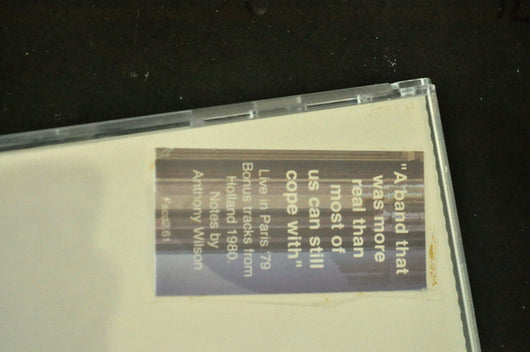 "A band that
was more
real than
most of
us can still
cope with"
Live in Paris '79
Bonus tracks from
Holland 1980.
Notes by
Anthony Wilson